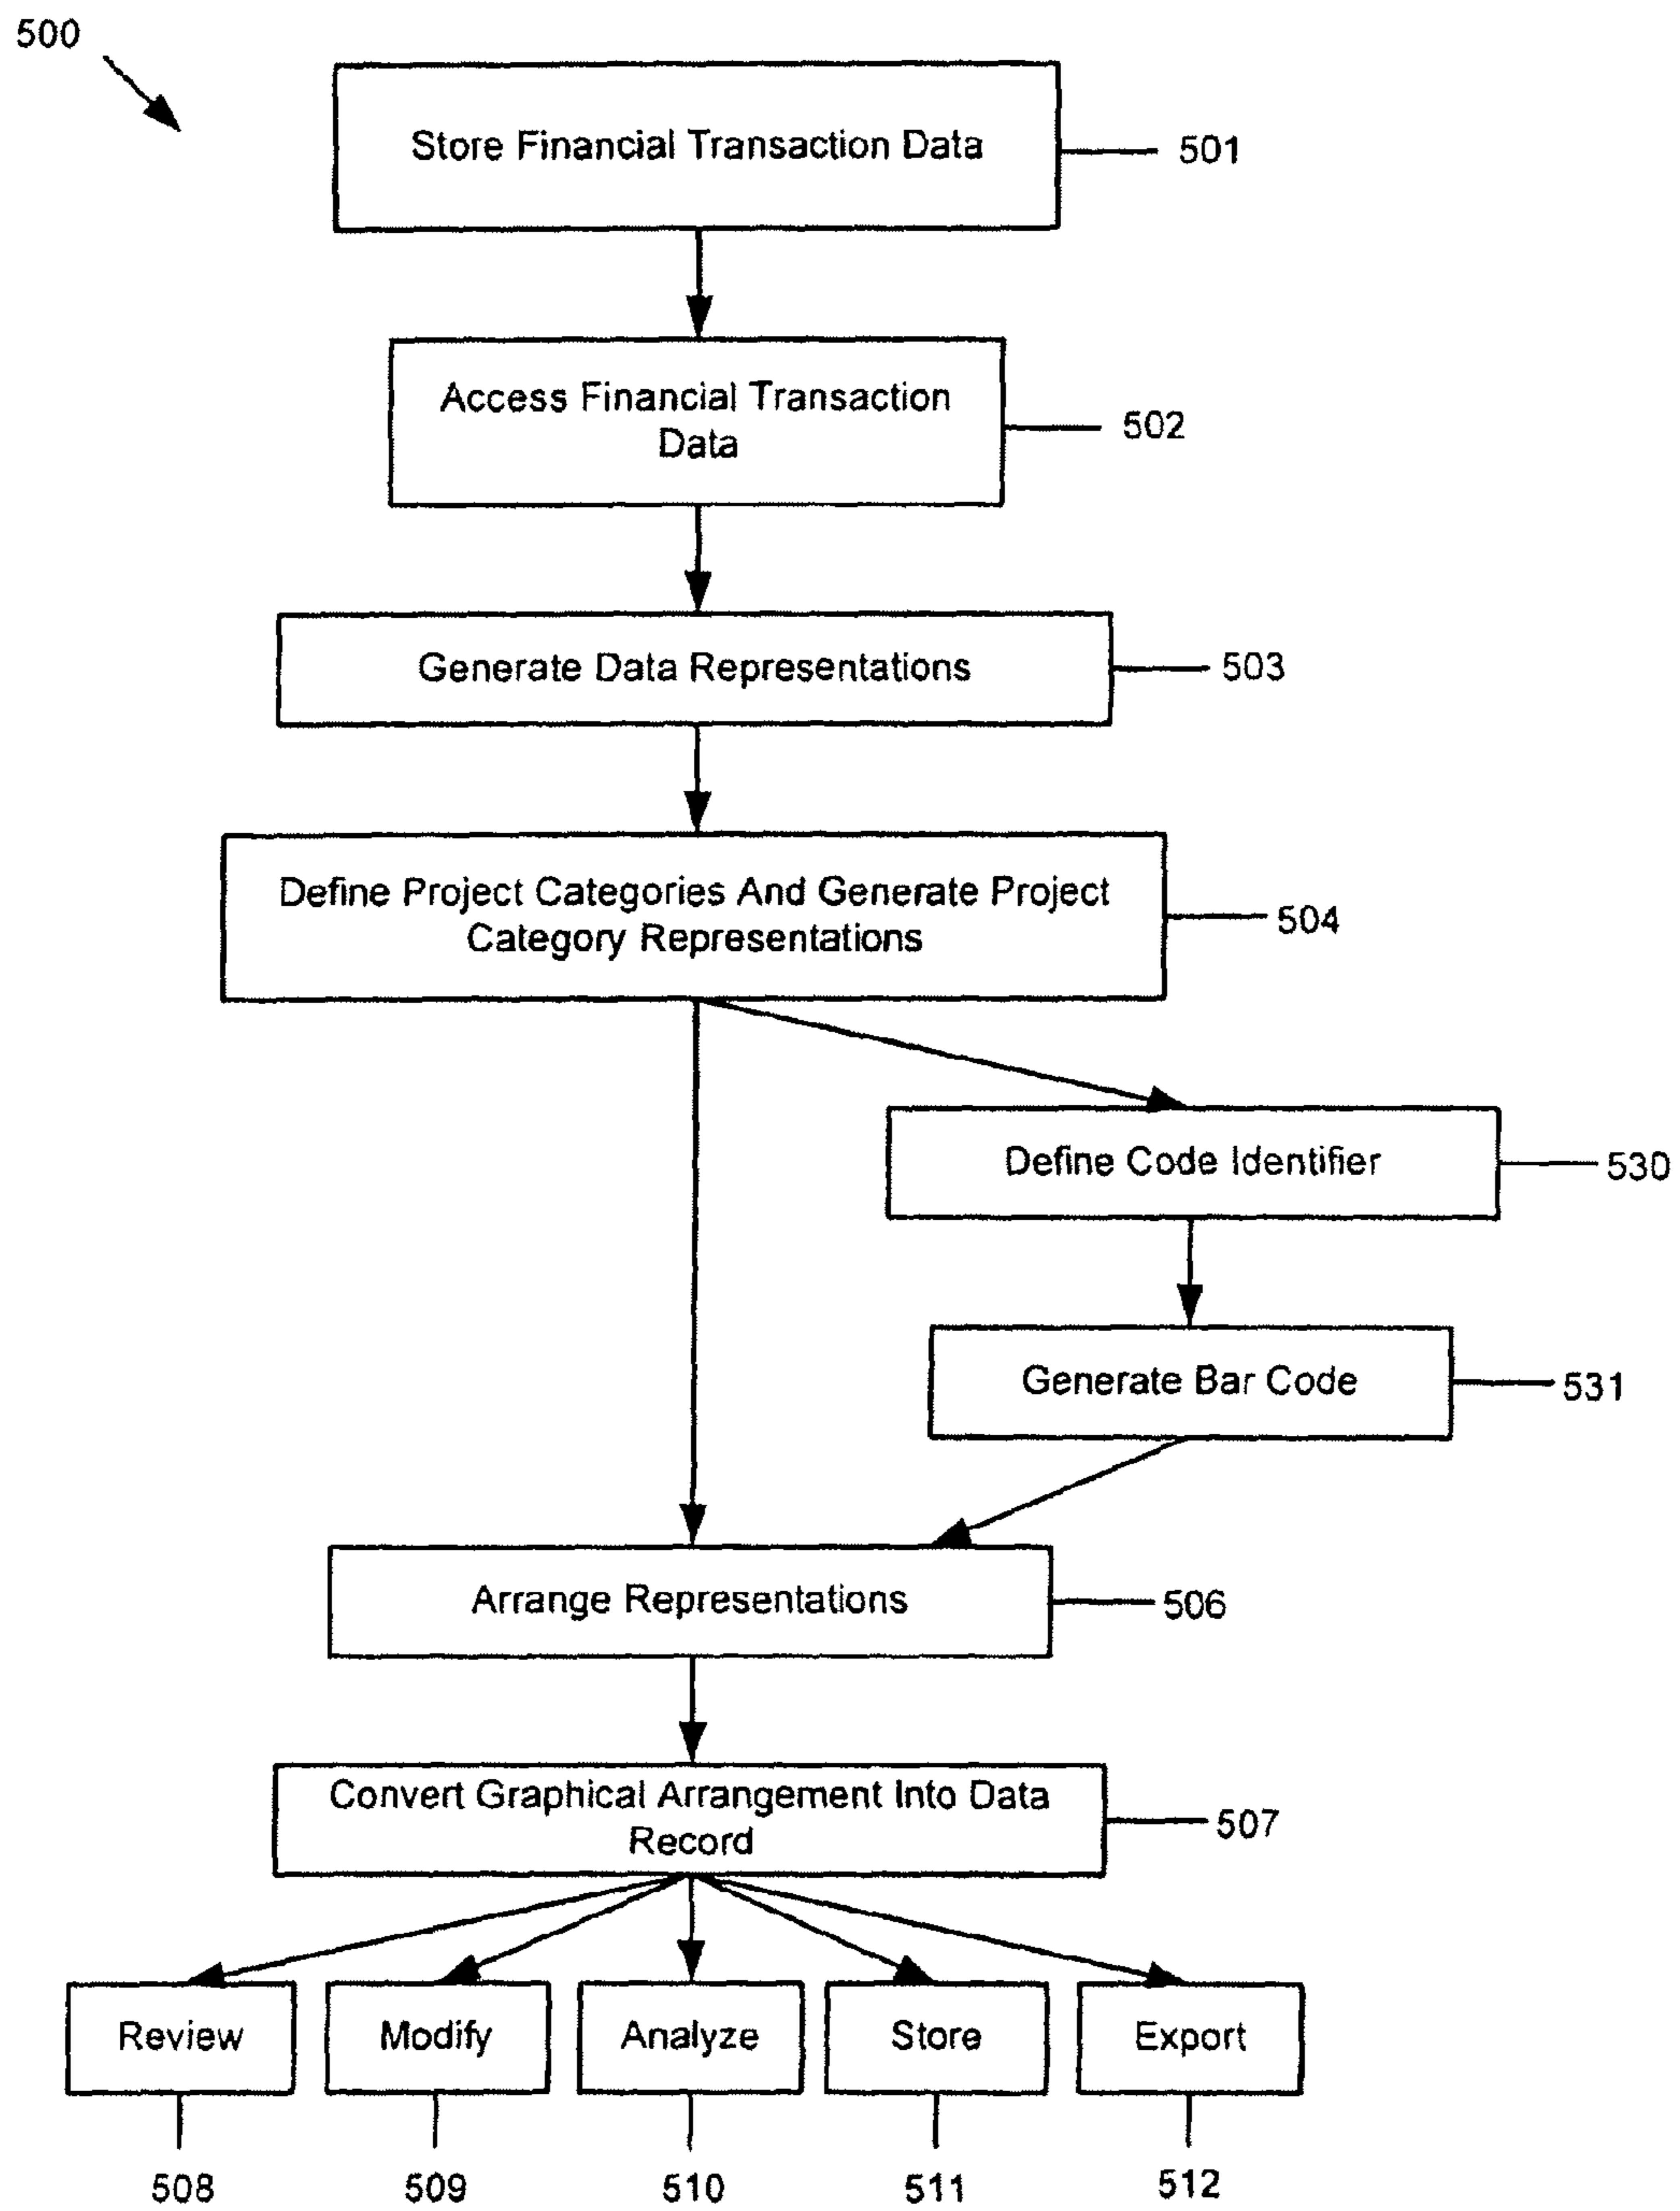 500
Store Financial Transaction Data
501
Access Financial Transaction
Data
502
Generate Data Representations
503
Define Project Categories And Generate Project
Category Representations
504
Define Code Identifier
530
Generate Bar Code
531
Arrange Representations
506
Convert Graphical Arrangement Into Data
Record
507
Review
Modify
Analyze
Store
Export
508
509
510
511
512